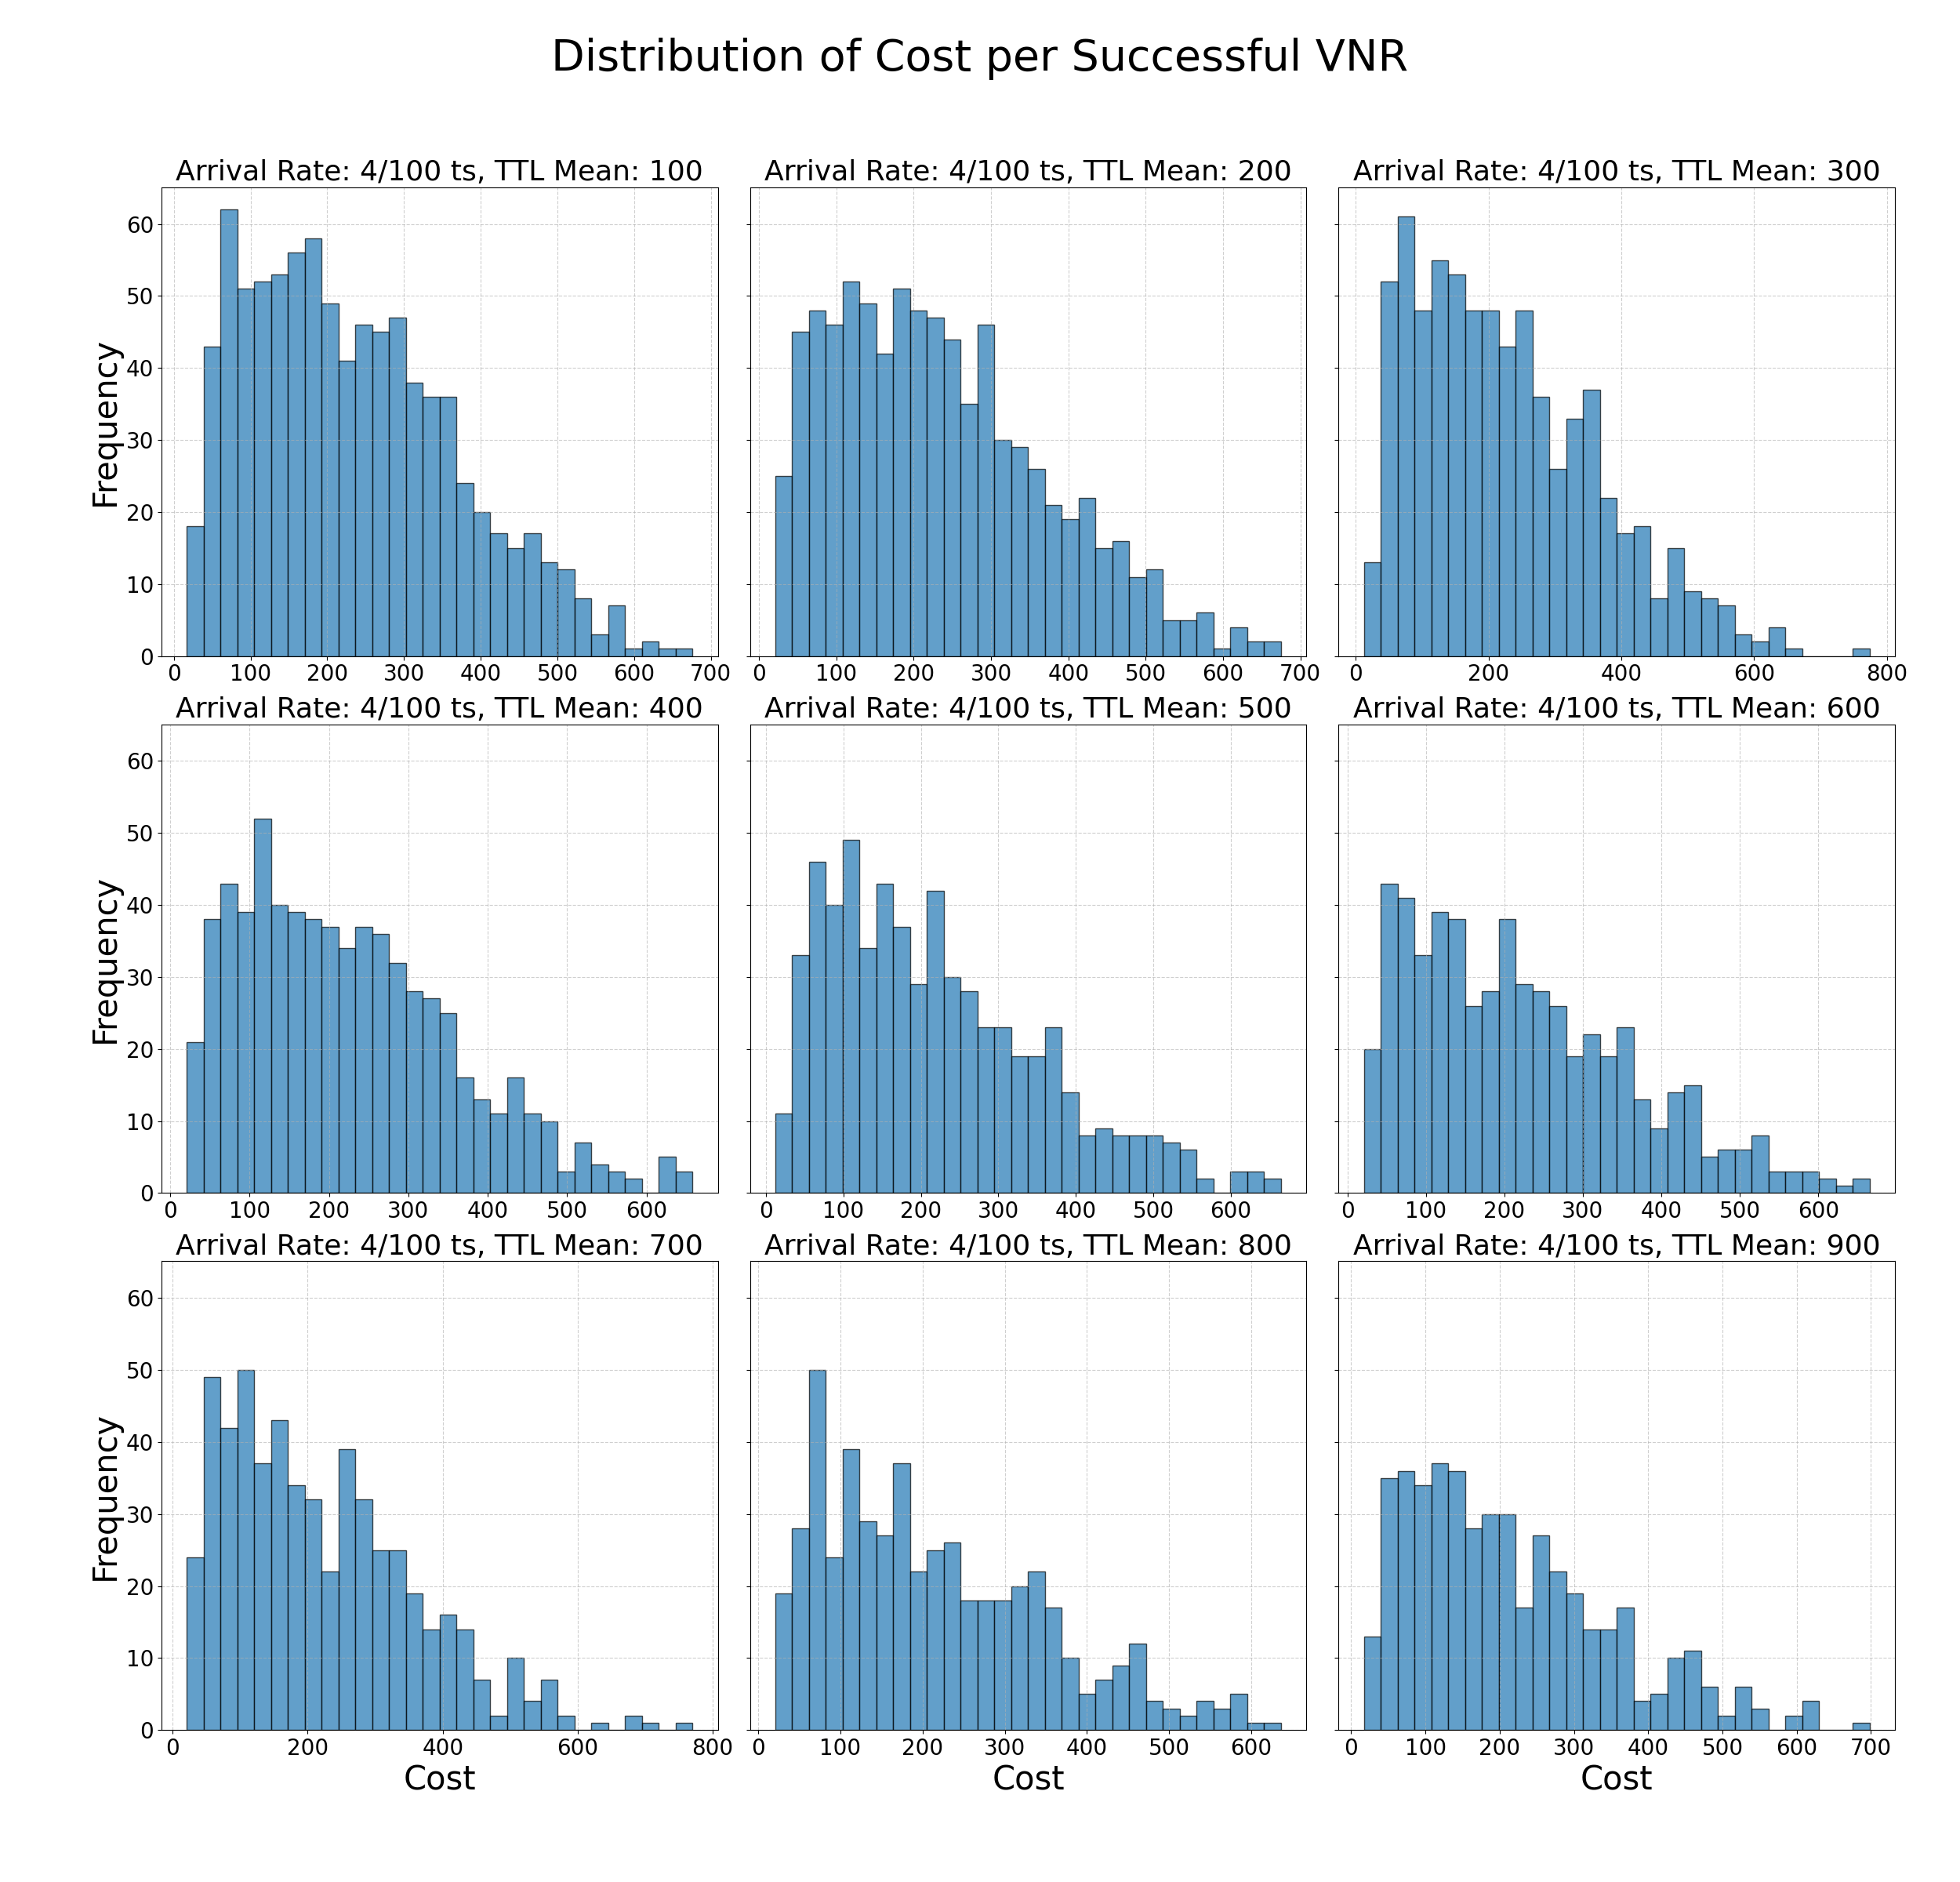 Distribution of Cost per Successful VNR
Arrival Rate: 4/100 ts, TTL Mean: 100
Arrival Rate: 4/100 ts, TTL Mean: 200
Arrival Rate: 4/100 ts, TTL Mean: 300
Frequency
60
50
40
30
20
10
0
0 100 200 300 400 500 600 700
0 100 200 300 400 500 600 700
0 200 400 600 800
Arrival Rate: 4/100 ts, TTL Mean: 400
Arrival Rate: 4/100 ts, TTL Mean: 500
Arrival Rate: 4/100 ts, TTL Mean: 600
Frequency
60
50
40
30
20
10
0
0 100 200 300 400 500 600
0 100 200 300 400 500 600
0 100 200 300 400 500 600
Arrival Rate: 4/100 ts, TTL Mean: 700
Arrival Rate: 4/100 ts, TTL Mean: 800
Arrival Rate: 4/100 ts, TTL Mean: 900
Frequency
60
50
40
30
20
10
0
0 200 400 600 800
0 100 200 300 400 500 600
0 100 200 300 400 500 600 700
Cost
Cost
Cost